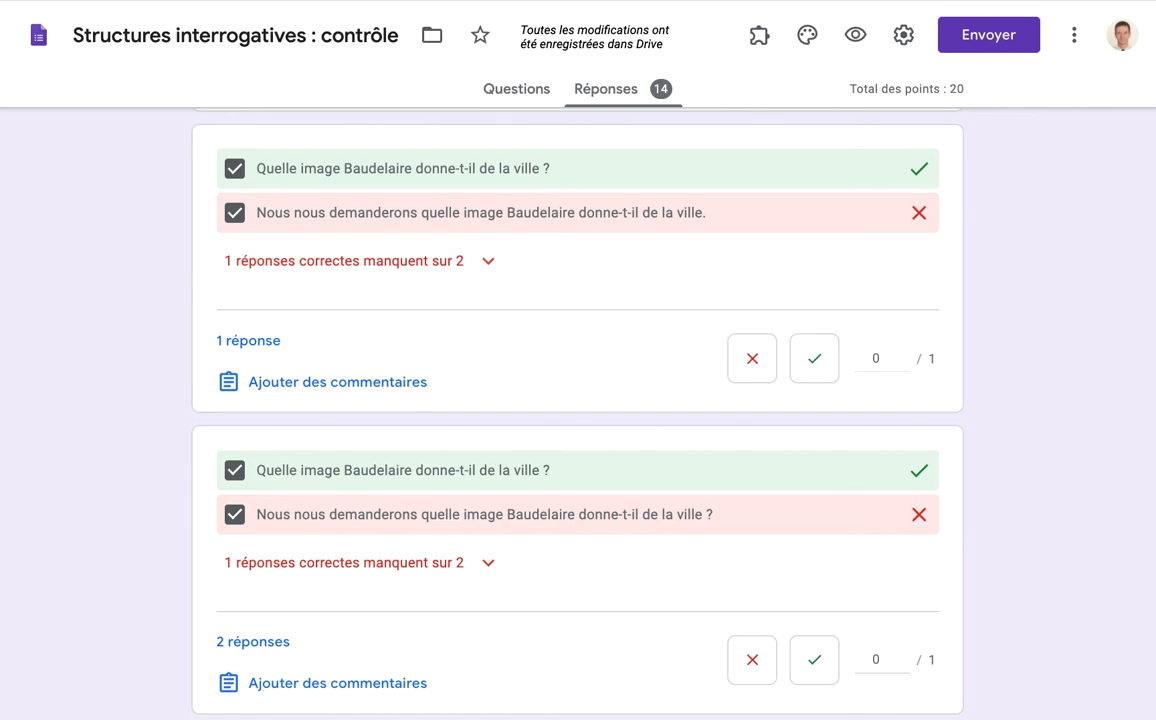 Structures interrogatives : contrôle
Toutes les modifications ont
été enregistrées dans Drive
Envoyer
Questions
Réponses 14
Total des points : 20
Quelle image Baudelaire donne-t-il de la ville ?
Nous nous demanderons quelle image Baudelaire donne-t-il de la ville.
1 réponses correctes manquent sur 2
1 réponse
0 / 1
Ajouter des commentaires
Quelle image Baudelaire donne-t-il de la ville ?
Nous nous demanderons quelle image Baudelaire donne-t-il de la ville ?
1 réponses correctes manquent sur 2
2 réponses
0 / 1
Ajouter des commentaires